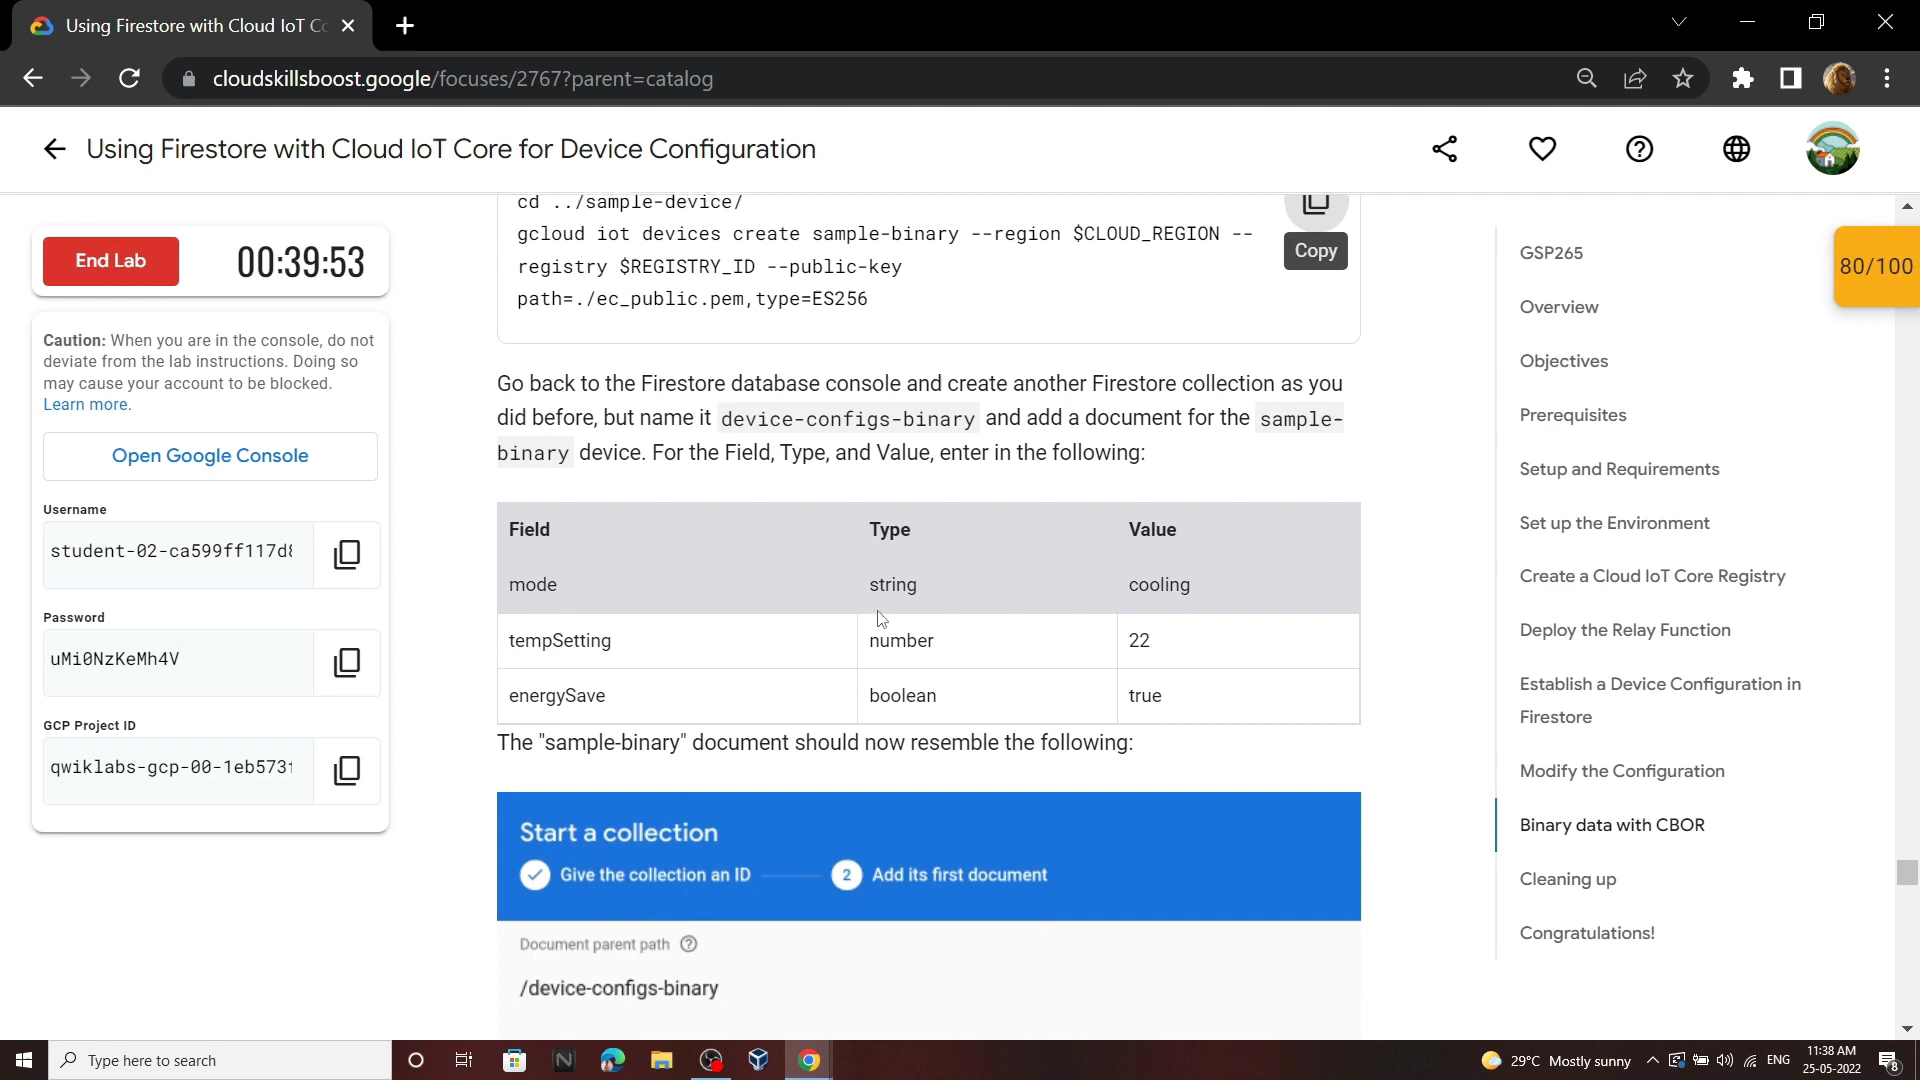 Using Firestore with Cloud IoT Co
cloudskillsboost.google/focuses/2767?parent=catalog
Using Firestore with Cloud IoT Core for Device Configuration
End Lab
00:39:53
Caution: When you are in the console, do not
deviate from the lab instructions. Doing so
may cause your account to be blocked.
Learn more.
Open Google Console
Username
student-02-ca599ff117d8
Password
uMi0NzKeMh4V
GCP Project ID
qwiklabs-gcp-00-1eb573f
cd ../sample-device/
gcloud iot devices create sample-binary --region $CLOUD_REGION --
registry $REGISTRY_ID --public-key
path=./ec_public.pem,type=ES256
Copy
Go back to the Firestore database console and create another Firestore collection as you
did before, but name it device-configs-binary and add a document for the sample-
binary device. For the Field, Type, and Value, enter in the following:
Field Type Value
mode string cooling
tempSetting number 22
energySave boolean true
The "sample-binary" document should now resemble the following:
Start a collection
Give the collection an ID
2 Add its first document
Document parent path
/device-configs-binary
GSP265
Overview
Objectives
Prerequisites
Setup and Requirements
Set up the Environment
Create a Cloud IoT Core Registry
Deploy the Relay Function
Establish a Device Configuration in
Firestore
Modify the Configuration
Binary data with CBOR
Cleaning up
Congratulations!
80/100
Type here to search
29°C Mostly sunny
ENG
11:38 AM
25-05-2022
8